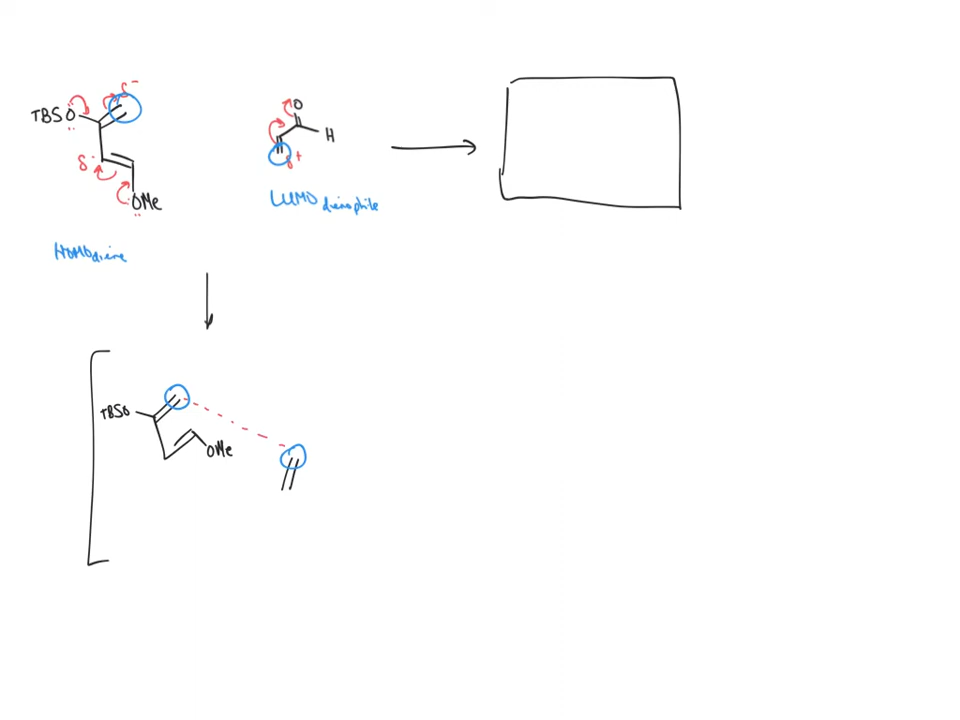 TBSO
δ-
O
H
δ-
δ+
OMe
LUMO dienophile
HOMO diene
TBSO
OMe